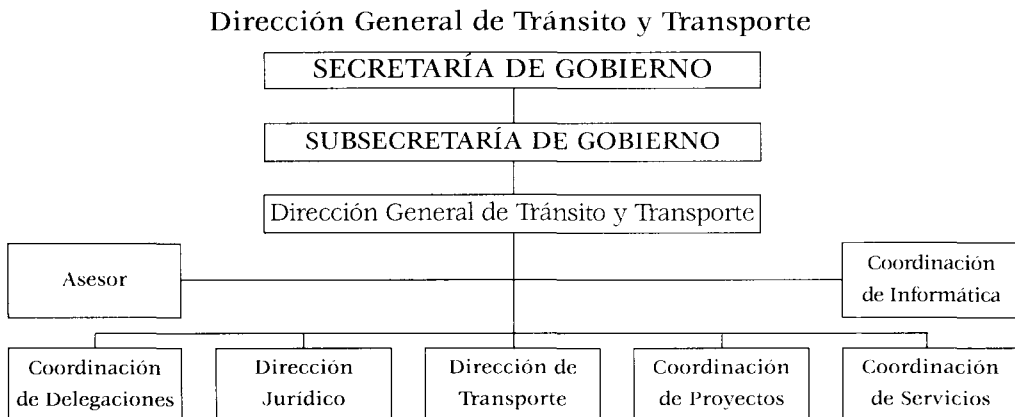 Dirección General de Tránsito y Transporte
SECRETARÍA DE GOBIERNO
SUBSECRETARÍA DE GOBIERNO
Dirección General de Tránsito y Transporte
Asesor
Coordinación
de Informática
Coordinación
de Delegaciones
Dirección
Jurídico
Dirección de
Transporte
Coordinación
de Proyectos
Coordinación
de Servicios